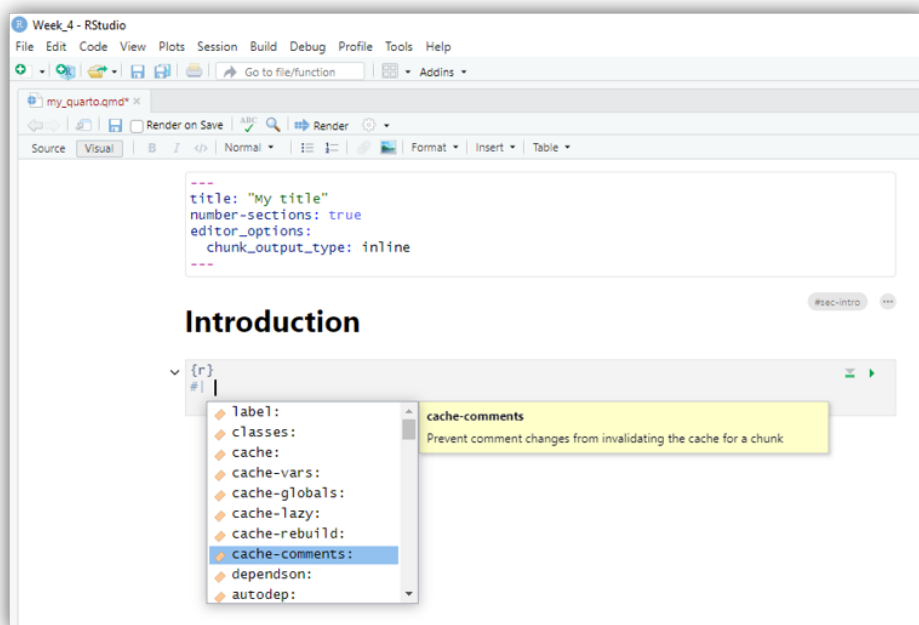 Week_4 - RStudio
File Edit Code View Plots Session Build Debug Profile Tools Help
Go to file/function Addins
my_quarto.qmd*
Render on Save ABC Render
Source Visual B I </> Normal Format Insert Table
---
title: "My title"
number-sections: true
editor_options:
  chunk_output_type: inline
---
#sec-intro
Introduction
{r}
#|
label:
classes:
cache:
cache-vars:
cache-globals:
cache-lazy:
cache-rebuild:
cache-comments:
dependson:
autodep:
cache-comments
Prevent comment changes from invalidating the cache for a chunk